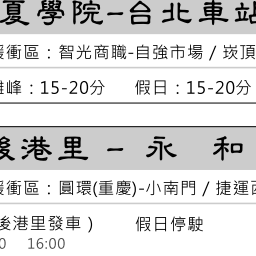 夏學院-台北車站
緩衝區：智光商職-自強市場 / 崁頂
離峰：15-20分 假日：15-20分
後港里 - 永 和
緩衝區：圓環(重慶)-小南門 / 捷運西
後港里發車 ) 假日停駛
0 16:00